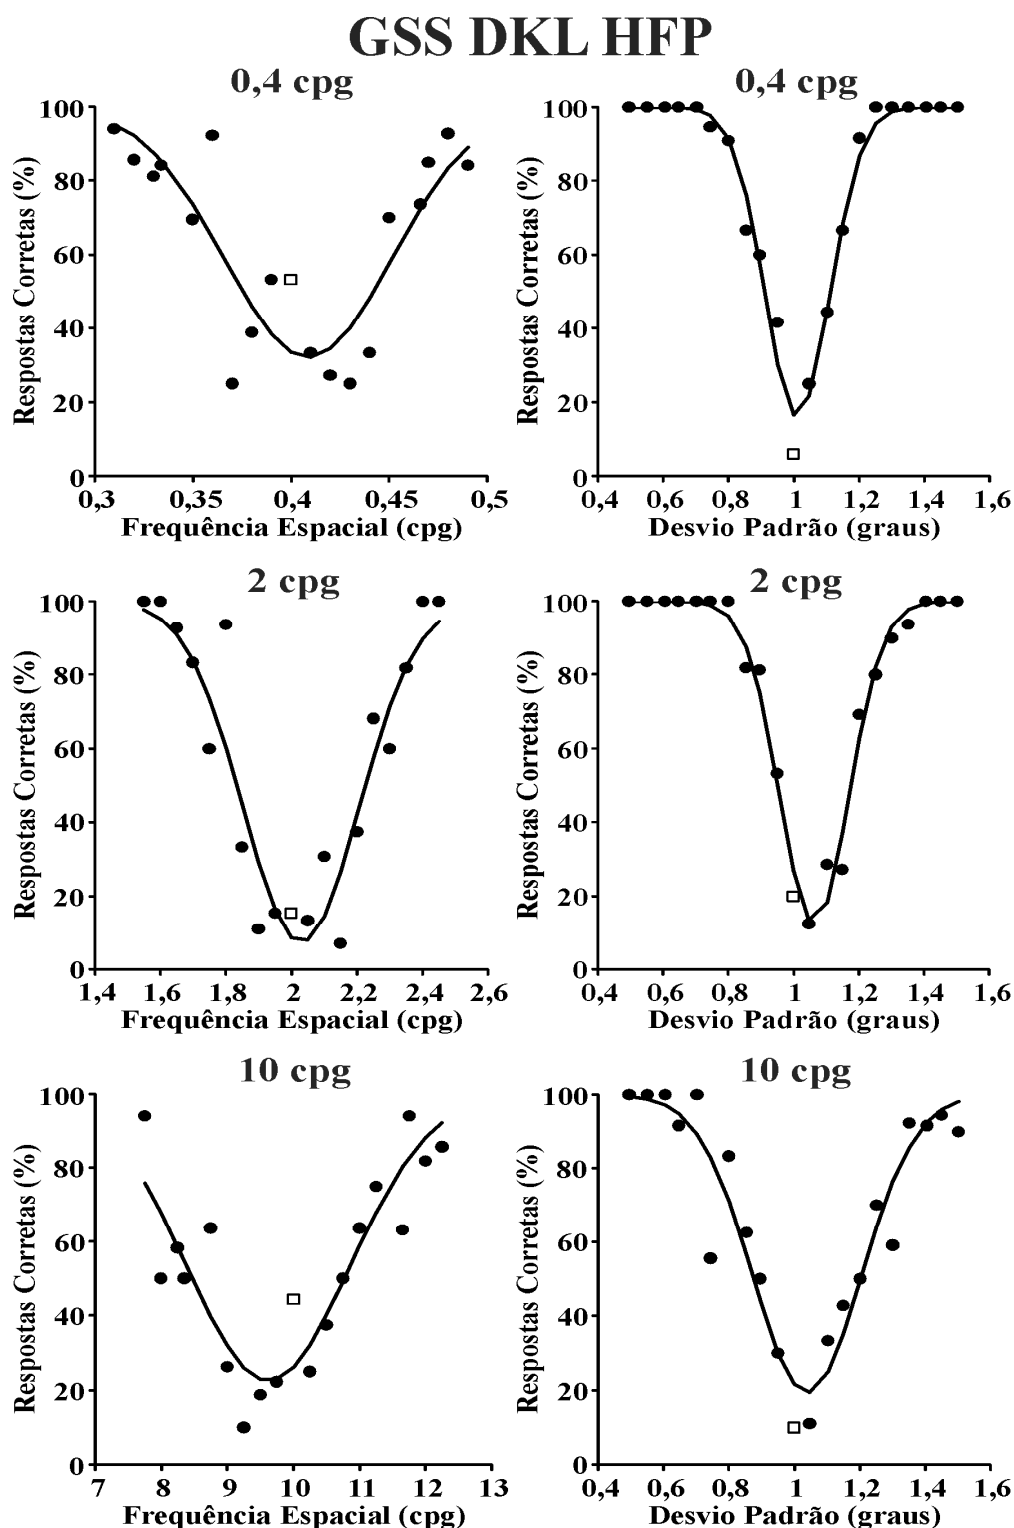 GSS DKL HFP
0,4 cpg
Respostas Corretas (%)
100
80
60
40
20
0
0,3 0,35 0,4 0,45 0,5
Frequência Espacial (cpg)
0,4 cpg
Respostas Corretas (%)
100
80
60
40
20
0
0,4 0,6 0,8 1 1,2 1,4 1,6
Desvio Padrão (graus)
2 cpg
Respostas Corretas (%)
100
80
60
40
20
0
1,4 1,6 1,8 2 2,2 2,4 2,6
Frequência Espacial (cpg)
2 cpg
Respostas Corretas (%)
100
80
60
40
20
0
0,4 0,6 0,8 1 1,2 1,4 1,6
Desvio Padrão (graus)
10 cpg
Respostas Corretas (%)
100
80
60
40
20
0
7 8 9 10 11 12 13
Frequência Espacial (cpg)
10 cpg
Respostas Corretas (%)
100
80
60
40
20
0
0,4 0,6 0,8 1 1,2 1,4 1,6
Desvio Padrão (graus)